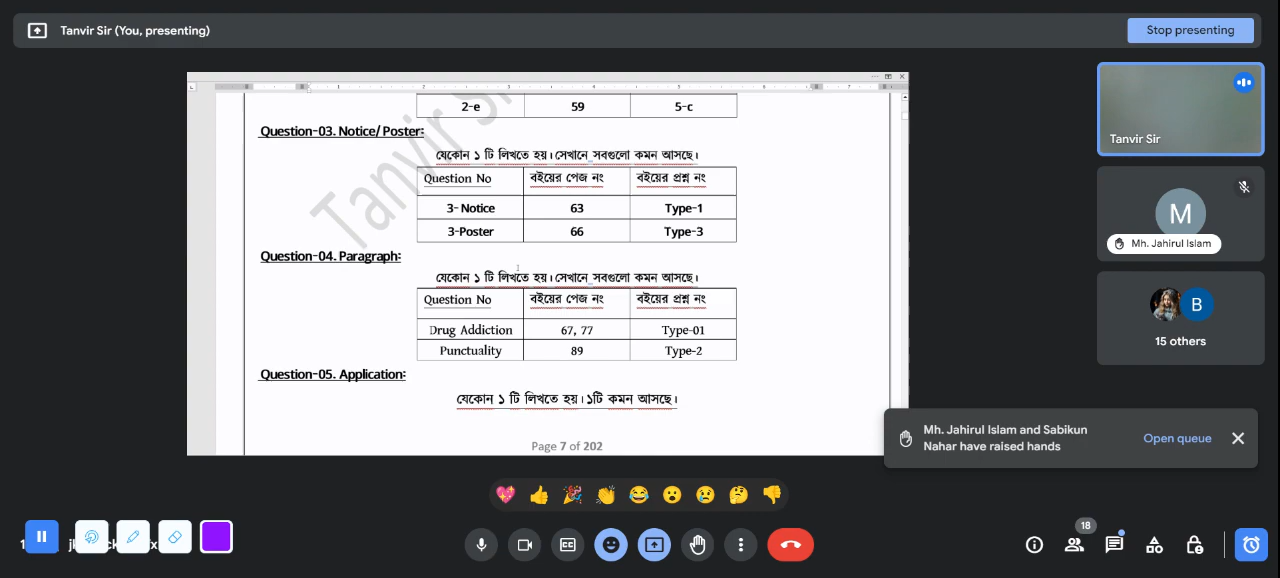 Tanvir Sir (You, presenting)
Stop presenting
2-e 59 5-c
Question-03. Notice/ Poster:
যেকোন ১ টি লিখতে হয়। সেখানে সবগুলো কমন আসছে।
Question No বইয়ের পেজ নং বইয়ের প্রশ্ন নং
3- Notice 63 Type-1
3-Poster 66 Type-3
Question-04. Paragraph:
যেকোন ১ টি লিখতে হয়। সেখানে সবগুলো কমন আসছে।
Question No বইয়ের পেজ নং বইয়ের প্রশ্ন নং
Drug Addiction 67, 77 Type-01
Punctuality 89 Type-2
Question-05. Application:
যেকোন ১ টি লিখতে হয়। ১টি কমন আসছে।
Page 7 of 202
Tanvir S
Tanvir Sir
M
Mh. Jahirul Islam
B
15 others
Mh. Jahirul Islam and Sabikun
Nahar have raised hands
Open queue
18